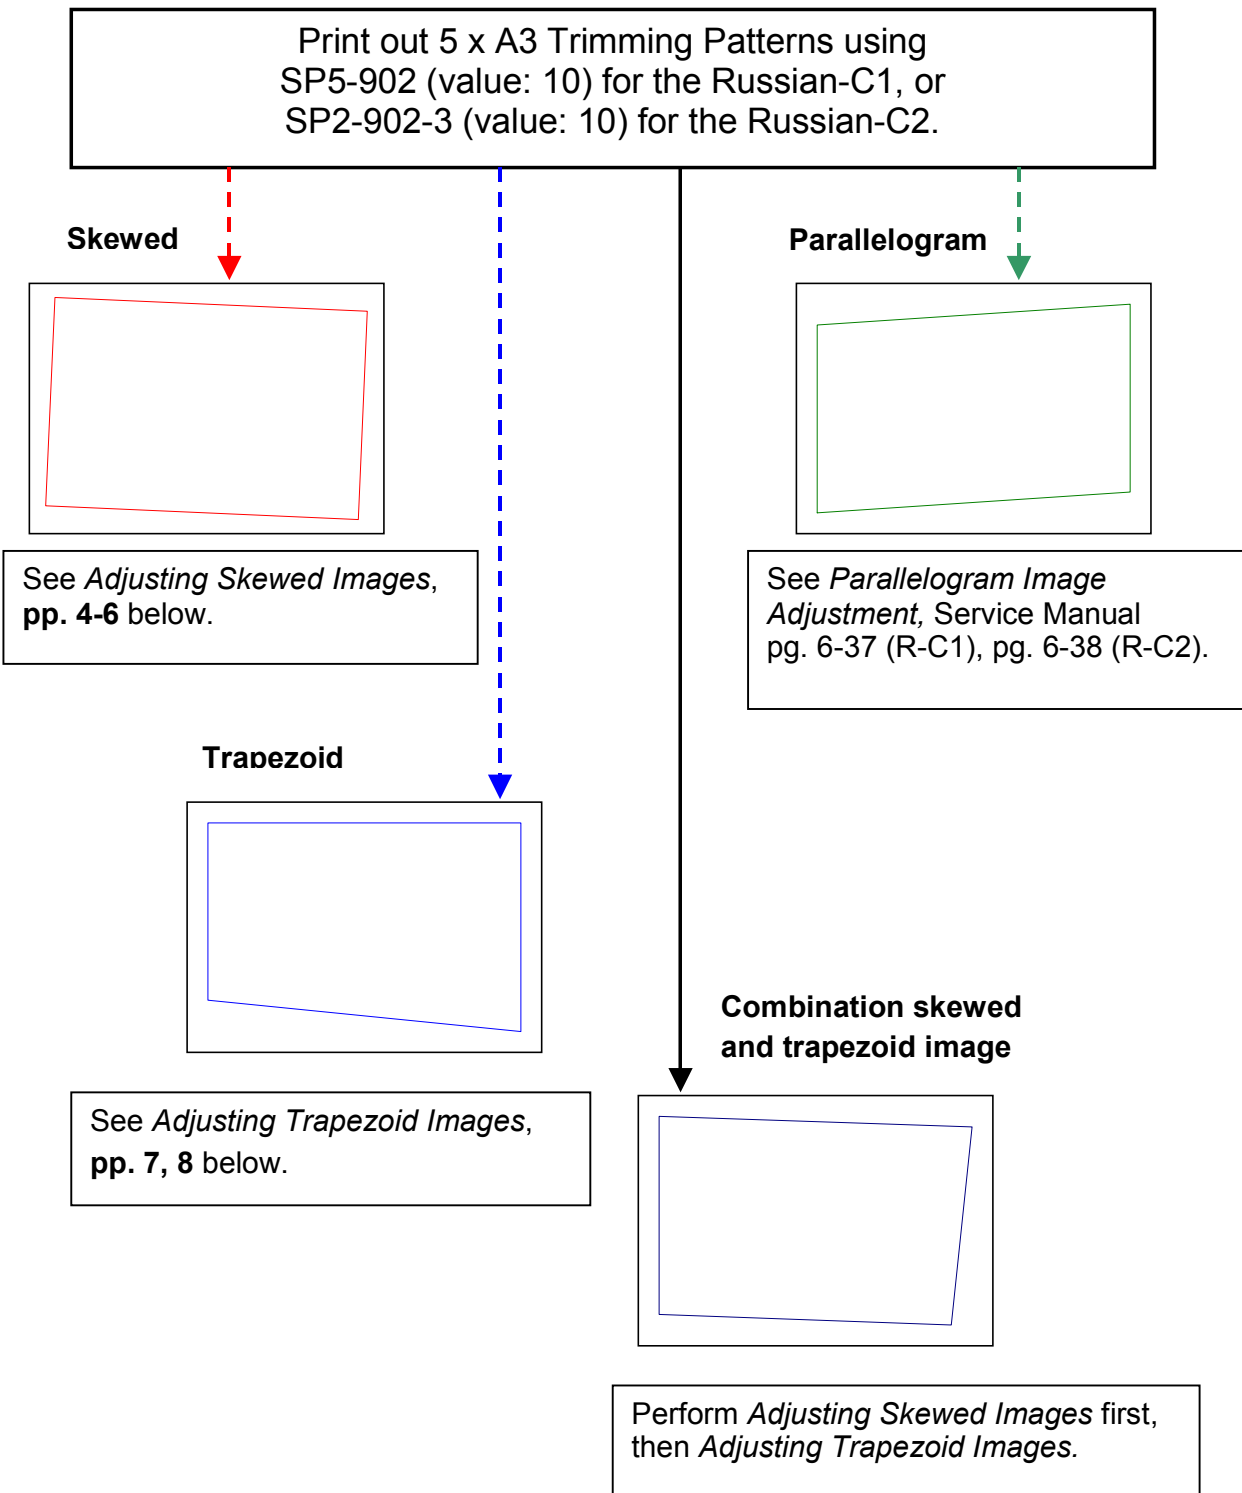 Print out 5 x A3 Trimming Patterns using
SP5-902 (value: 10) for the Russian-C1, or
SP2-902-3 (value: 10) for the Russian-C2.
Skewed
Parallelogram
See Adjusting Skewed Images,
pp. 4-6 below.
See Parallelogram Image
Adjustment, Service Manual
pg. 6-37 (R-C1), pg. 6-38 (R-C2).
Trapezoid
Combination skewed
and trapezoid image
See Adjusting Trapezoid Images,
pp. 7, 8 below.
Perform Adjusting Skewed Images first,
then Adjusting Trapezoid Images.